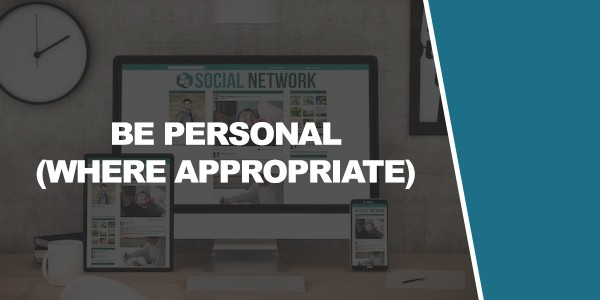 SOCIAL NETWORK
BE PERSONAL
(WHERE APPROPRIATE)